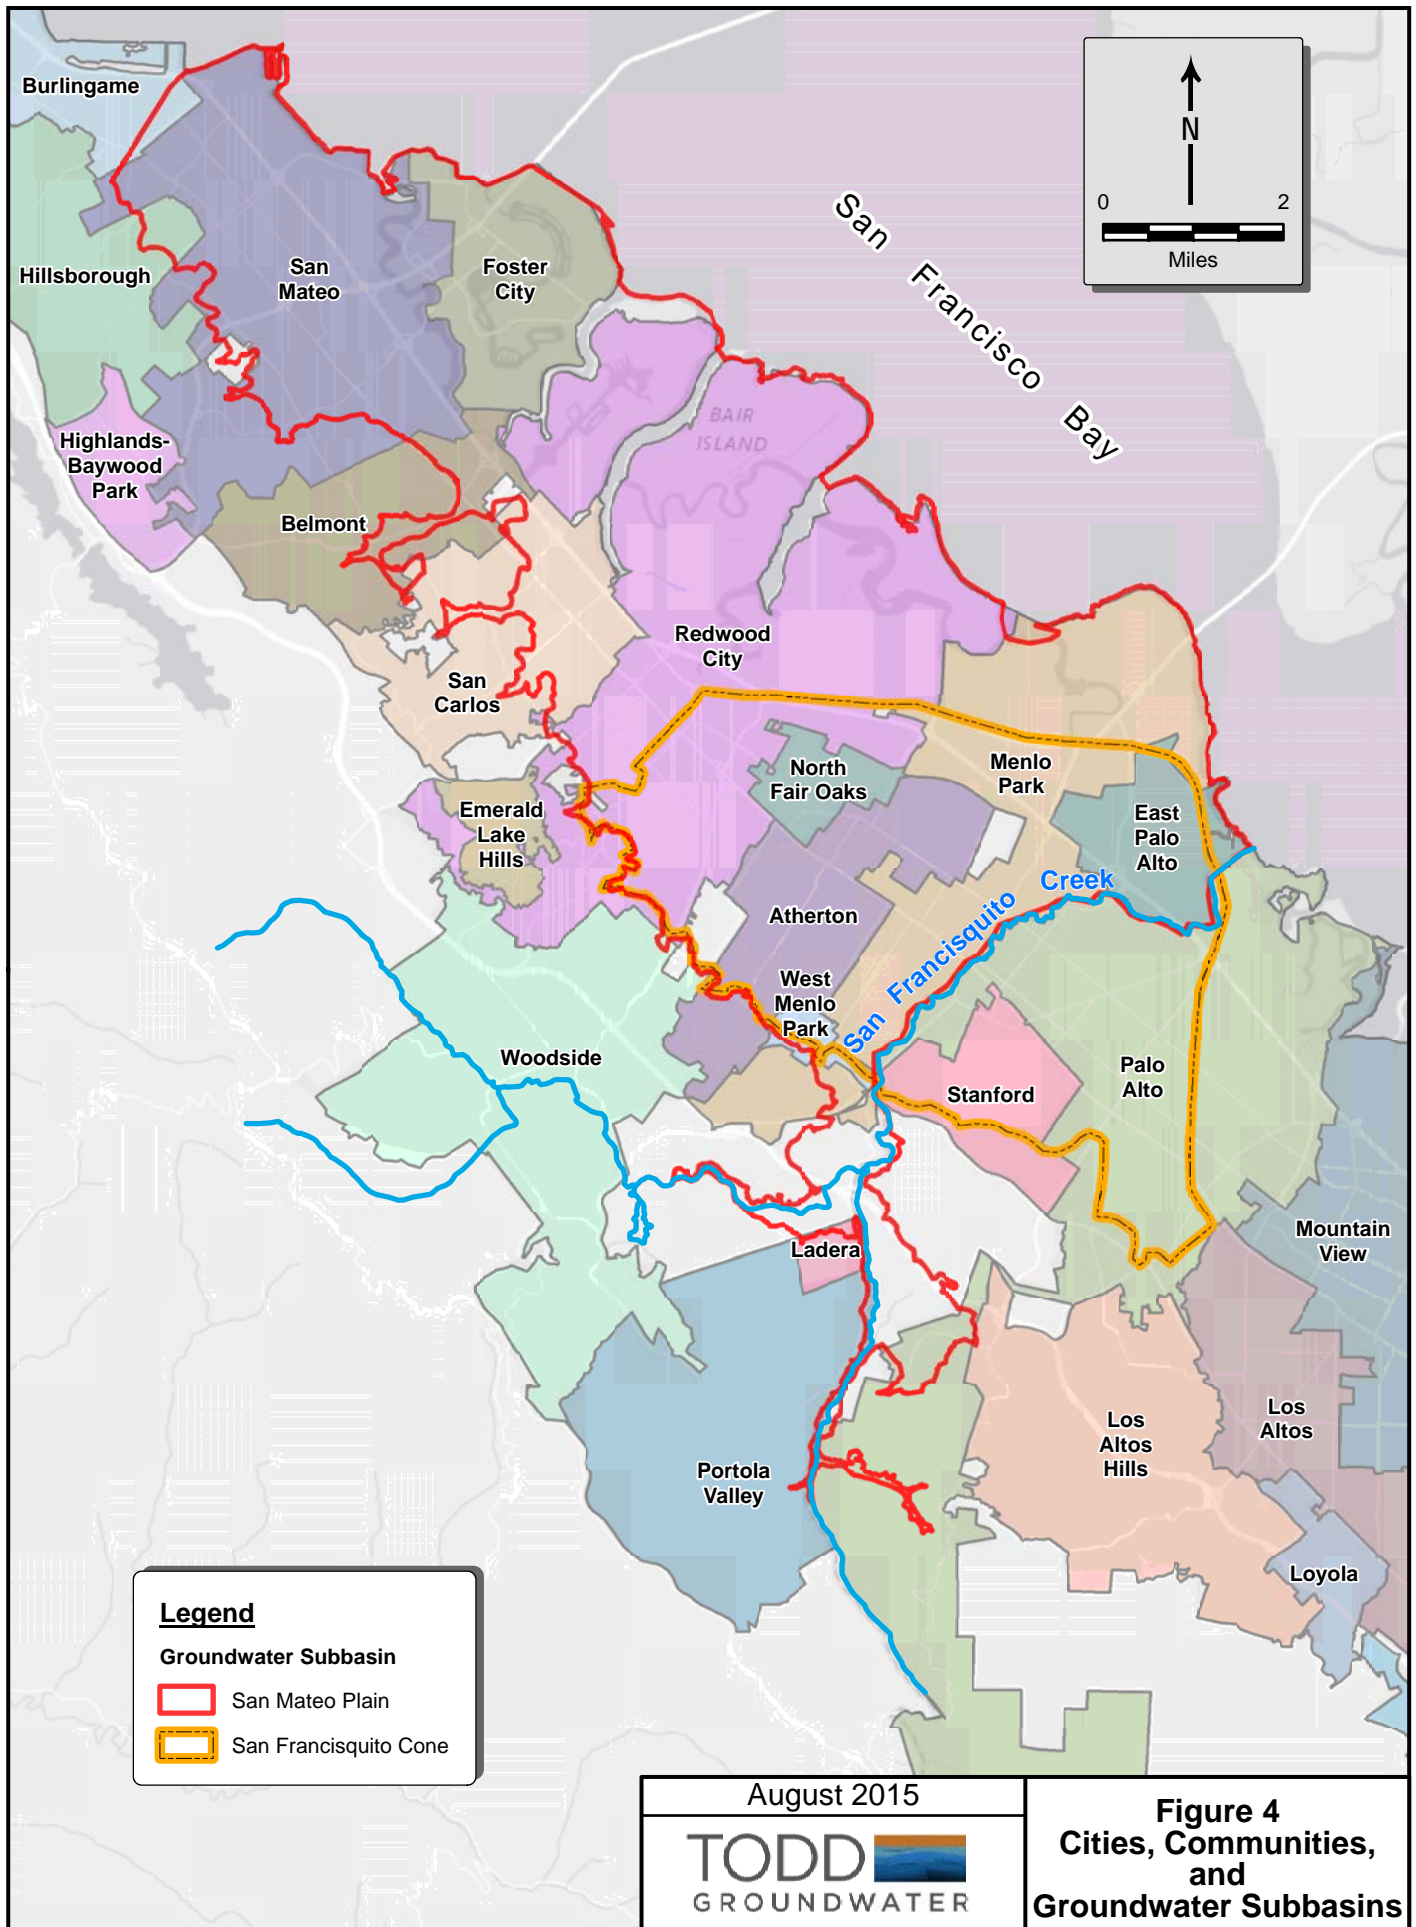 Burlingame
N
0 2
Miles
San Francisco Bay
Hillsborough
San
Mateo
Foster
City
BAIR
ISLAND
Highlands-
Baywood
Park
Belmont
Redwood
City
San
Carlos
North
Fair Oaks
Menlo
Park
Emerald
Lake
Hills
East
Palo
Alto
San Francisquito Creek
Atherton
West
Menlo
Park
Woodside
Stanford
Palo
Alto
Ladera
Mountain
View
Los
Altos
Los
Altos
Hills
Portola
Valley
Loyola
Legend
Groundwater Subbasin
San Mateo Plain
San Francisquito Cone
August 2015
TODD
GROUNDWATER
Figure 4
Cities, Communities,
and
Groundwater Subbasins